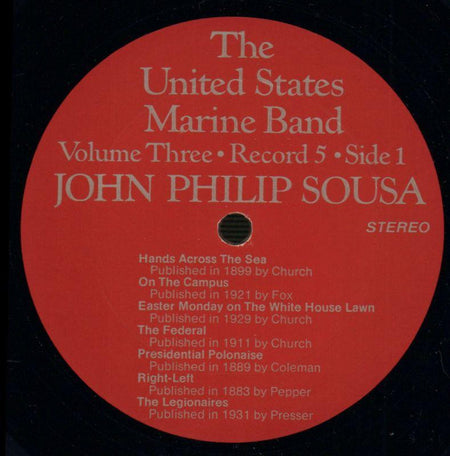 The
United States
Marine Band
Volume Three • Record 5 • Side 1
JOHN PHILIP SOUSA
STEREO
Hands Across The Sea
Published in 1899 by Church
On The Campus
Published in 1921 by Fox
Easter Monday on The White House Lawn
Published in 1929 by Church
The Federal
Published in 1911 by Church
Presidential Polonaise
Published in 1889 by Coleman
Right-Left
Published in 1883 by Pepper
The Legionaires
Published in 1931 by Presser